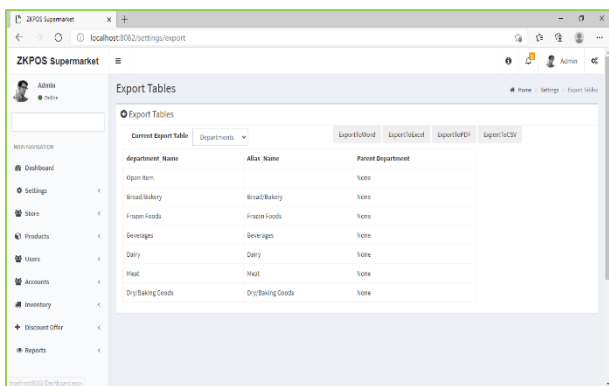 ZKPOS Supermarket
localhost:8082/settings/export
ZKPOS Supermarket
Admin
Admin
Online
Export Tables
Home - Settings - Export Tables
Export Tables
Current Export Table Departments ExportToWord ExportToExcel ExportToPDF ExportToCSV
MAIN NAVIGATION
Dashboard
Settings
Store
Products
Users
Accounts
Inventory
Discount Offer
Reports
department_Name Alias_Name Parent Department
Open Item None
Bread/Bakery Bread/Bakery None
Frozen Foods Frozen Foods None
Beverages Beverages None
Dairy Dairy None
Meat Meat None
Dry/Baking Goods Dry/Baking Goods None